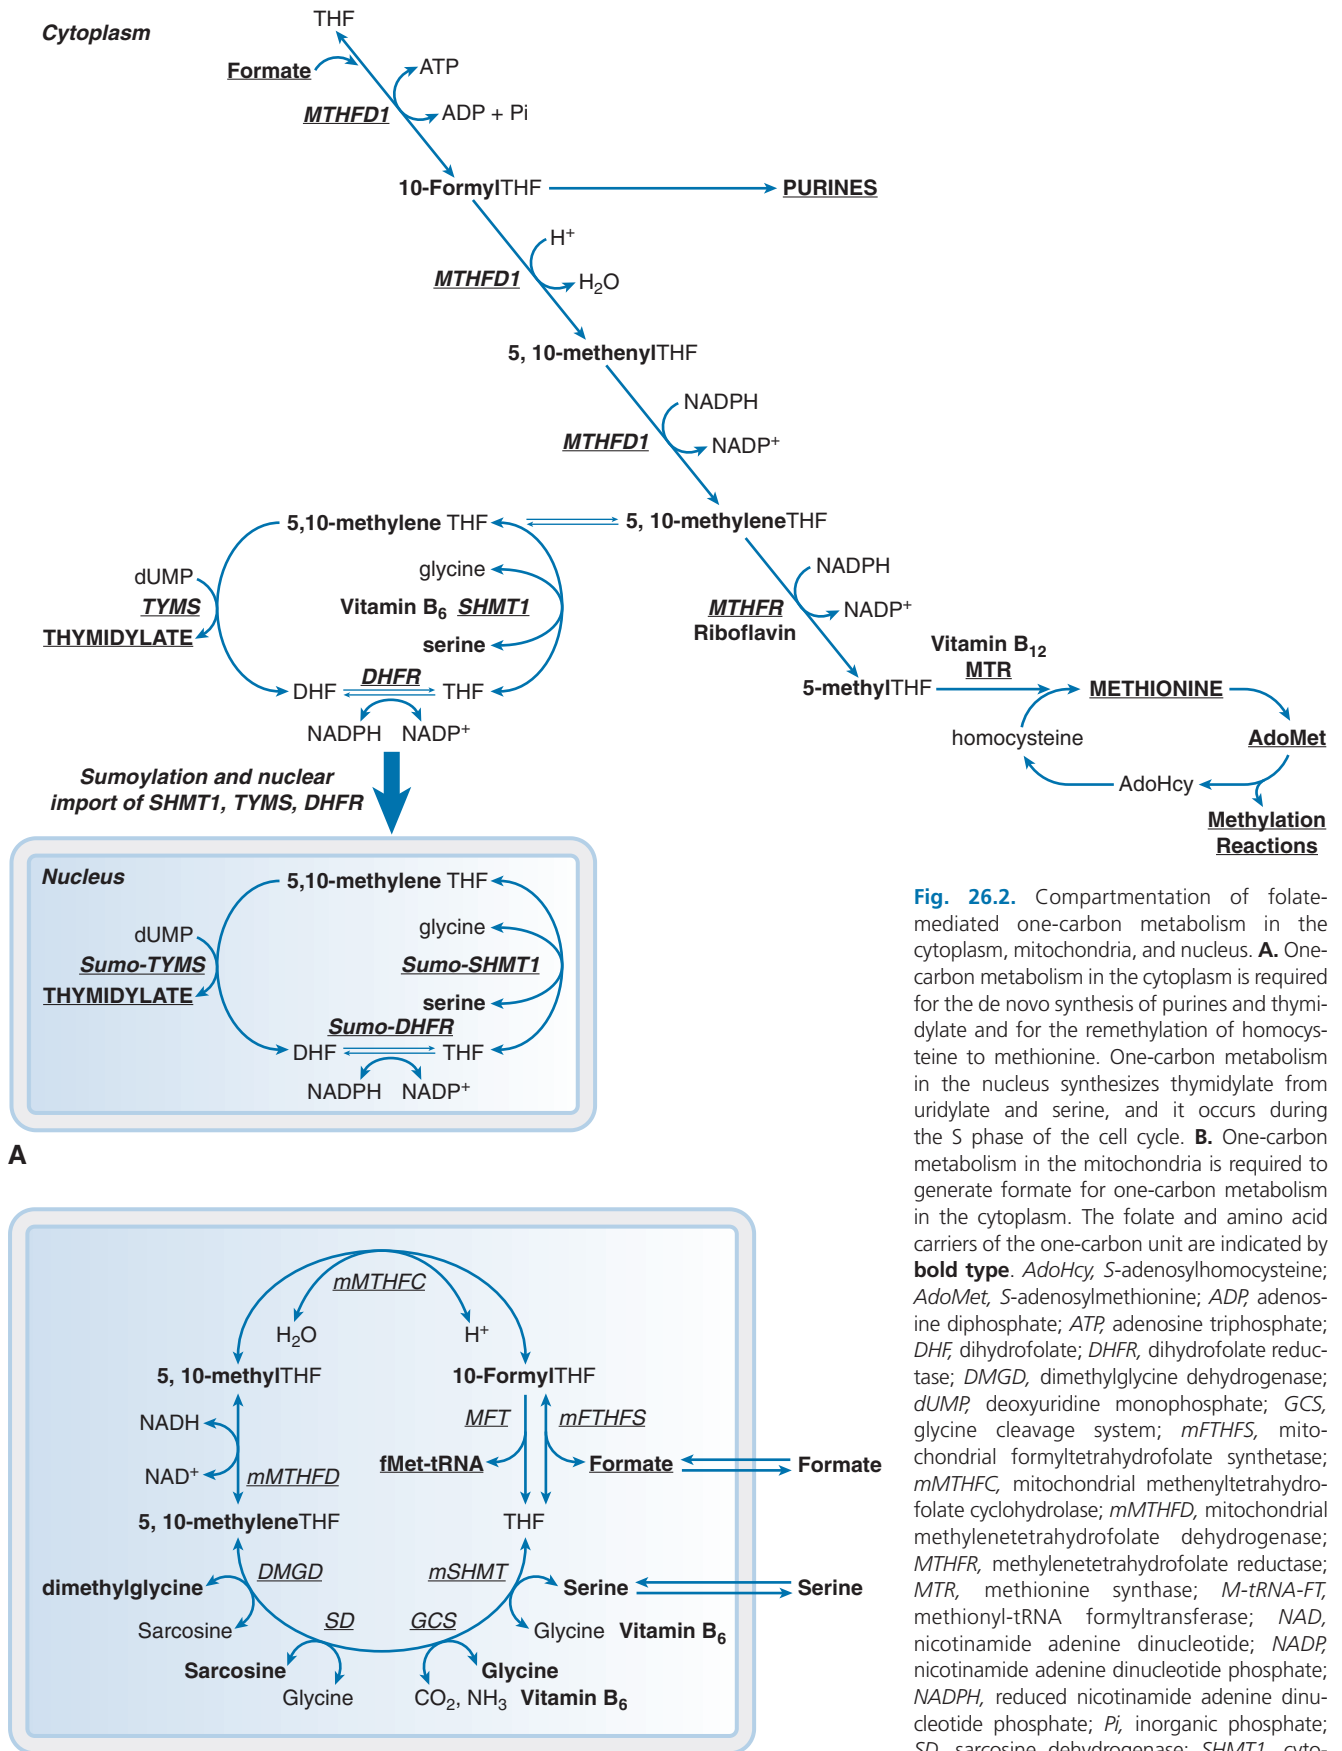 Cytoplasm
THF
Formate
ATP
MTHFD1
ADP + Pi
10-FormylTHF
PURINES
H+
MTHFD1
H2O
5, 10-methenylTHF
NADPH
MTHFD1
NADP+
5,10-methylene THF
5, 10-methyleneTHF
dUMP
TYMS
THYMIDYLATE
glycine
Vitamin B6 SHMT1
serine
DHF
DHFR
THF
NADPH
NADP+
NADPH
MTHFR
NADP+
Riboflavin
5-methylTHF
Vitamin B12
MTR
METHIONINE
homocysteine
AdoMet
AdoHcy
Methylation
Reactions
Sumoylation and nuclear
import of SHMT1, TYMS, DHFR
Nucleus
5,10-methylene THF
dUMP
Sumo-TYMS
THYMIDYLATE
glycine
Sumo-SHMT1
serine
Sumo-DHFR
DHF
THF
NADPH
NADP+
A
mMTHFC
H2O
H+
5, 10-methylTHF
10-FormylTHF
NADH
NAD+
mMTHFD
MFT
mFTHFS
fMet-tRNA
Formate
Formate
5, 10-methyleneTHF
THF
DMGD
mSHMT
dimethylglycine
Serine
Serine
Sarcosine
SD
GCS
Glycine Vitamin B6
Sarcosine
Glycine
Glycine
CO2, NH3 Vitamin B6
Fig. 26.2. Compartmentation of folate-
mediated one-carbon metabolism in the
cytoplasm, mitochondria, and nucleus. A. One-
carbon metabolism in the cytoplasm is required
for the de novo synthesis of purines and thymi-
dylate and for the remethylation of homocys-
teine to methionine. One-carbon metabolism
in the nucleus synthesizes thymidylate from
uridylate and serine, and it occurs during
the S phase of the cell cycle. B. One-carbon
metabolism in the mitochondria is required to
generate formate for one-carbon metabolism
in the cytoplasm. The folate and amino acid
carriers of the one-carbon unit are indicated by
bold type. AdoHcy, S-adenosylhomocysteine;
AdoMet, S-adenosylmethionine; ADP, adenos-
ine diphosphate; ATP, adenosine triphosphate;
DHF, dihydrofolate; DHFR, dihydrofolate reduc-
tase; DMGD, dimethylglycine dehydrogenase;
dUMP, deoxyuridine monophosphate; GCS,
glycine cleavage system; mFTHFS, mito-
chondrial formyltetrahydrofolate synthetase;
mMTHFC, mitochondrial methenyltetrahydro-
folate cyclohydrolase; mMTHFD, mitochondrial
methylenetetrahydrofolate dehydrogenase;
MTHFR, methylenetetrahydrofolate reductase;
MTR, methionine synthase; M-tRNA-FT,
methionyl-tRNA formyltransferase; NAD,
nicotinamide adenine dinucleotide; NADP,
nicotinamide adenine dinucleotide phosphate;
NADPH, reduced nicotinamide adenine dinu-
cleotide phosphate; Pi, inorganic phosphate;
SD, sarcosine dehydrogenase; SHMT1, cyto-